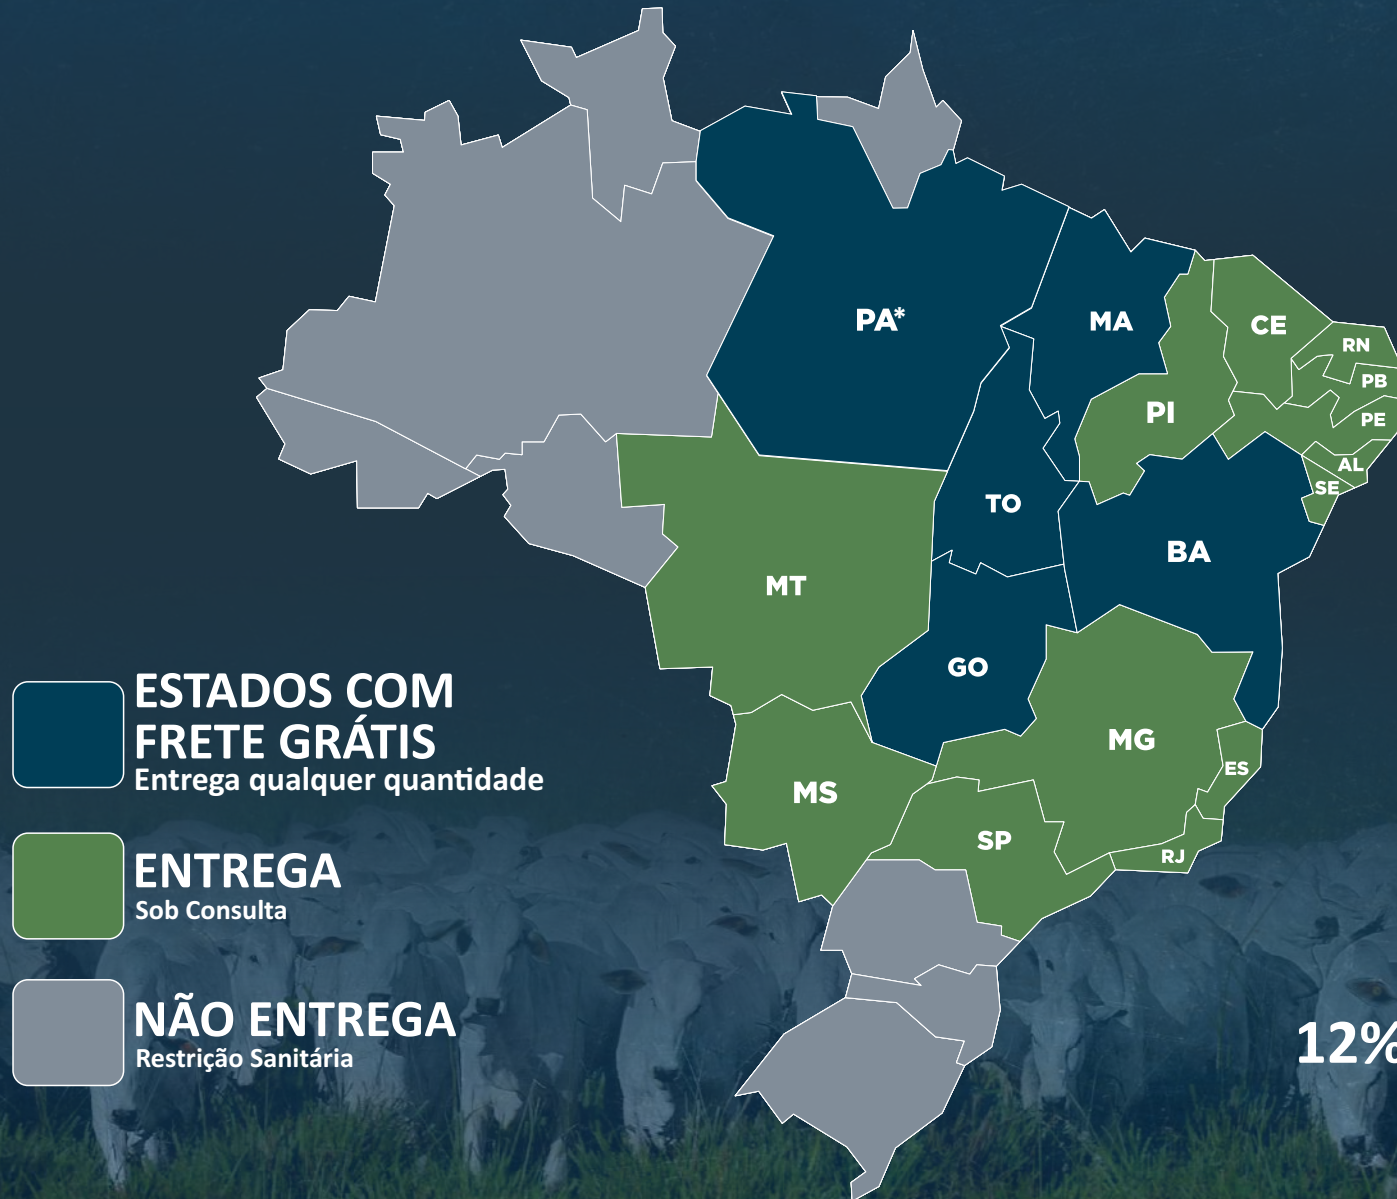 PA*
MA
CE
RN
PB
PE
PI
AL
SE
TO
BA
MT
GO
MG
ES
MS
SP
RJ
ESTADOS COM
FRETE GRÁTIS
Entrega qualquer quantidade
ENTREGA
Sob Consulta
NÃO ENTREGA
Restrição Sanitária
12%